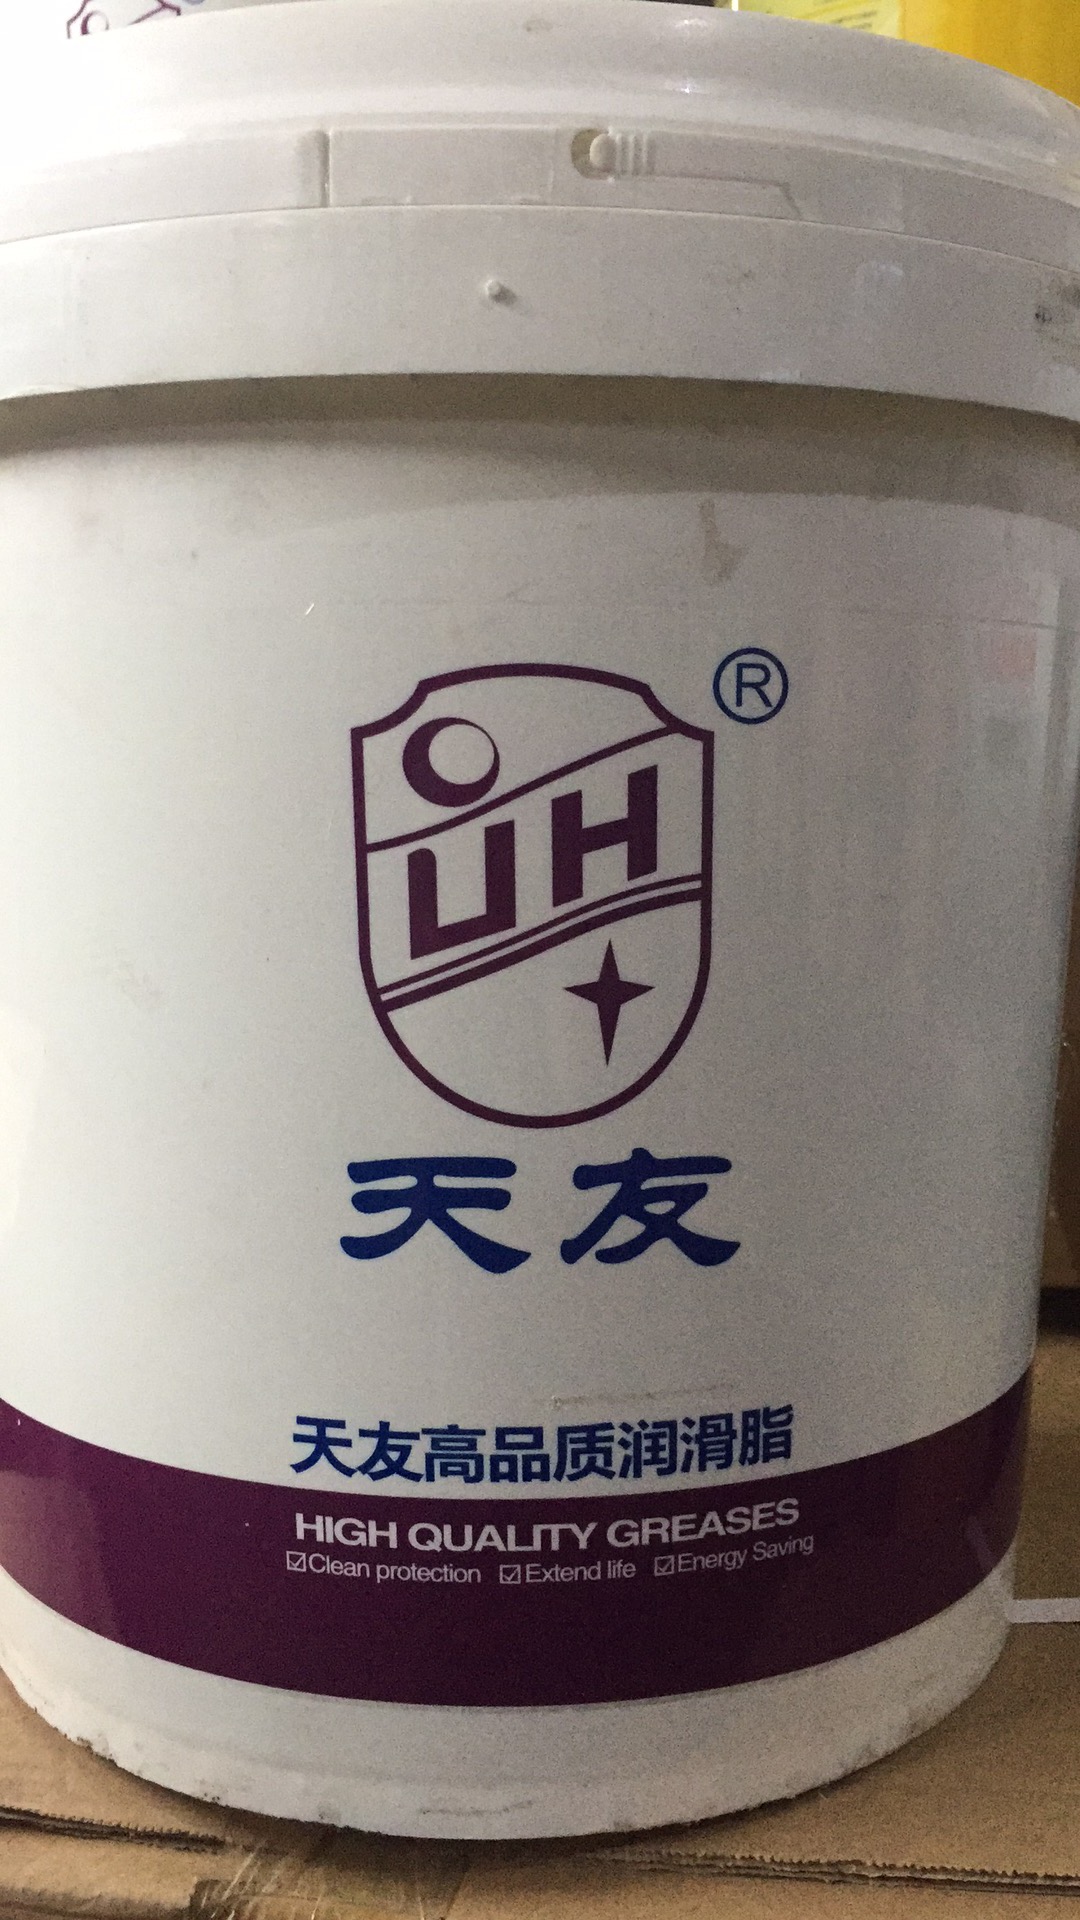 ®
UH
天友
天友高品质润滑脂
HIGH QUALITY GREASES
☑Clean protection ☑Extend life ☑Energy Saving